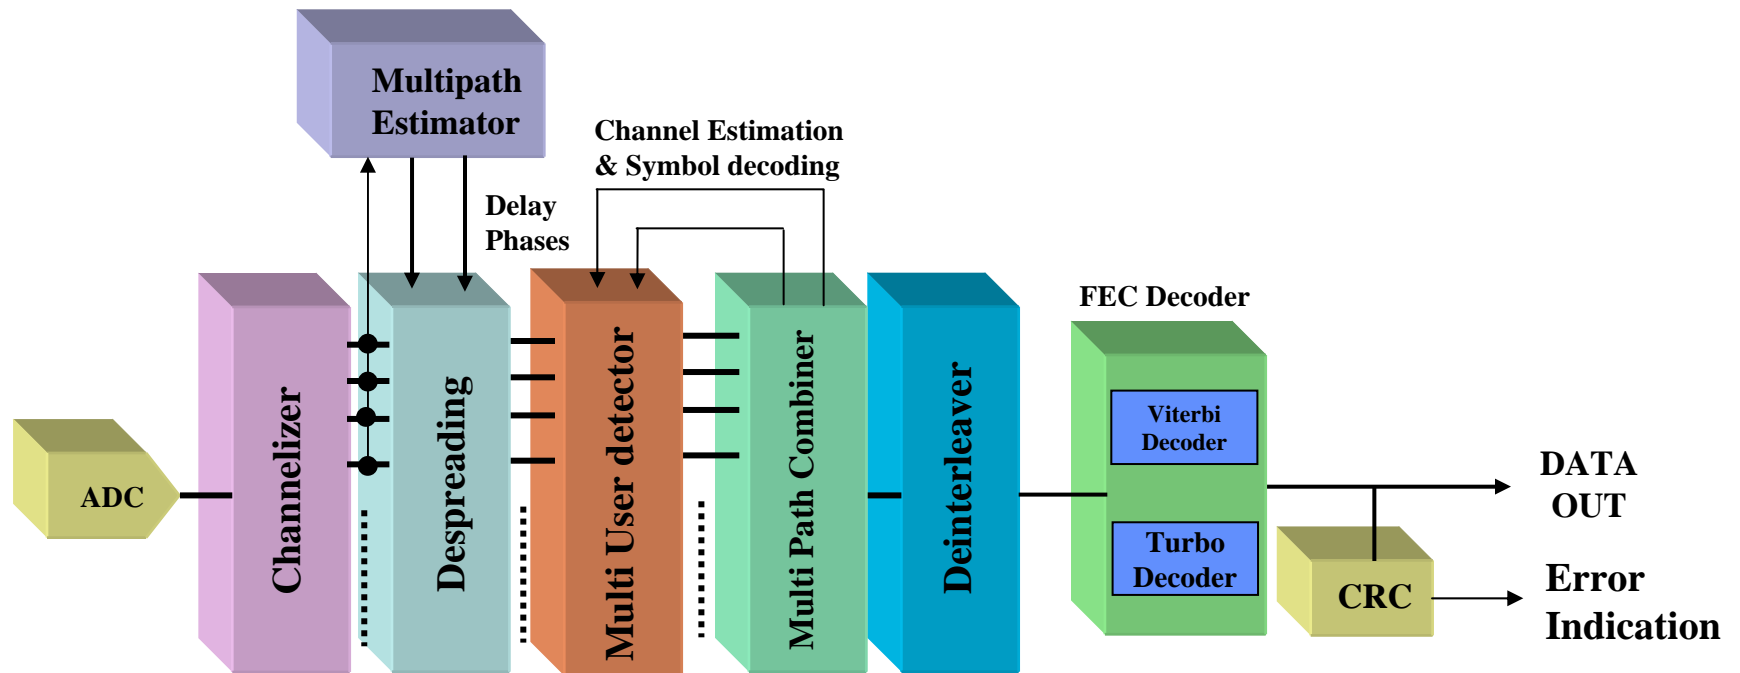 Multipath
Estimator
Channel Estimation
& Symbol decoding
Delay
Phases
FEC Decoder
ADC
Channelizer
Despreading
Multi User detector
Multi Path Combiner
Deinterleaver
Viterbi
Decoder
Turbo
Decoder
DATA
OUT
CRC
Error
Indication